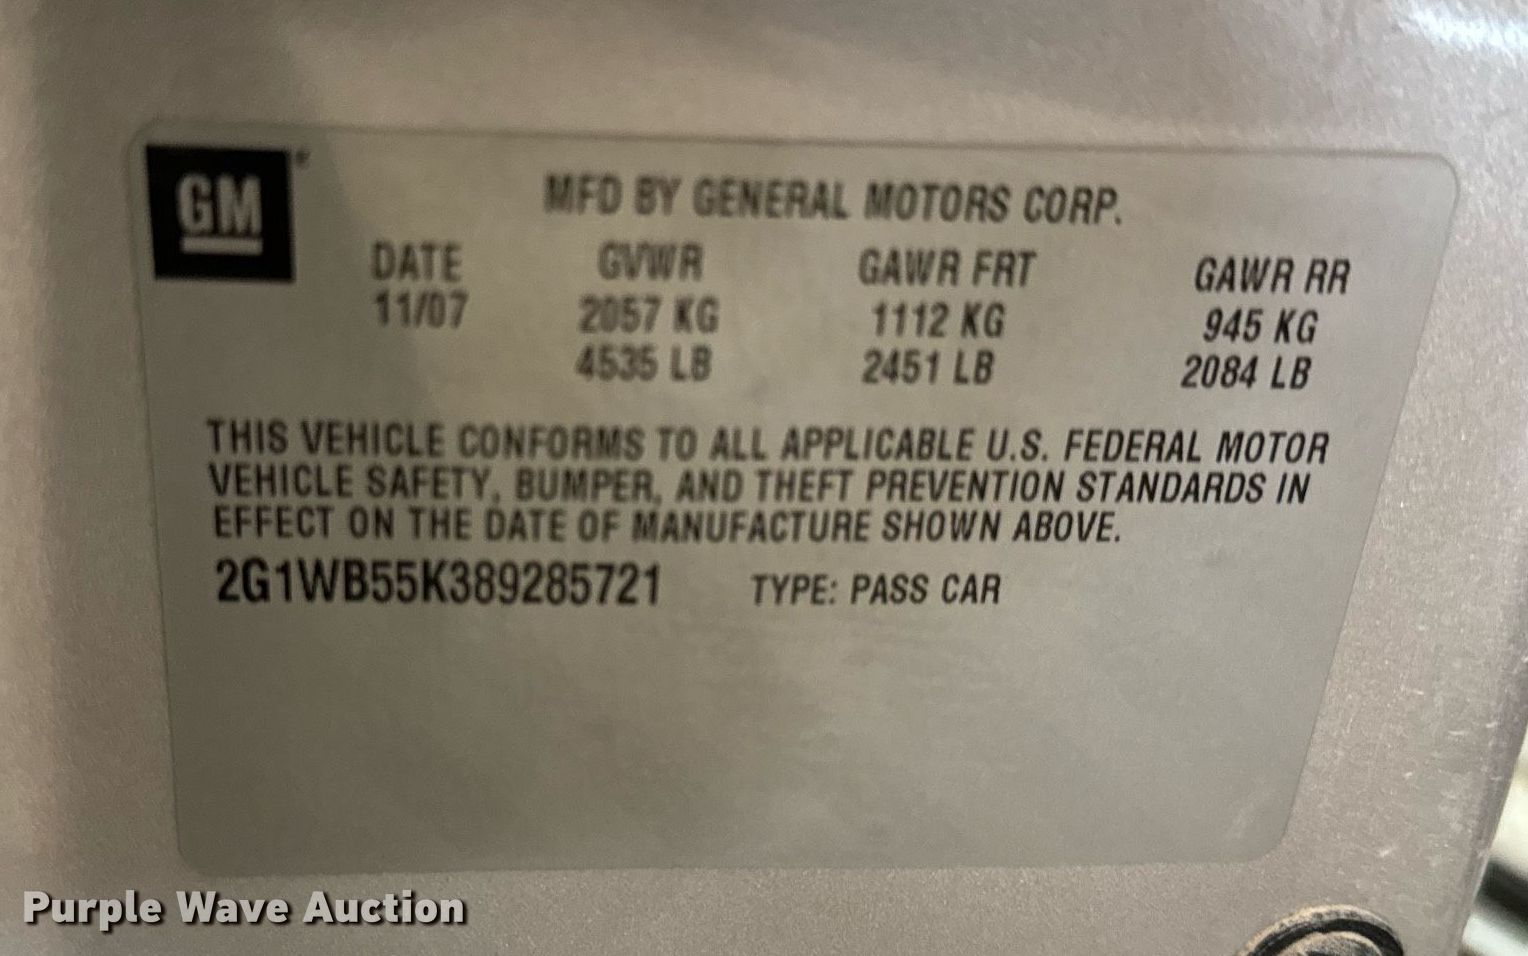 GM
MFD BY GENERAL MOTORS CORP.
DATE GVWR GAWR FRT GAWR RR
11/07 2057 KG 1112 KG 945 KG
4535 LB 2451 LB 2084 LB
THIS VEHICLE CONFORMS TO ALL APPLICABLE U.S. FEDERAL MOTOR
VEHICLE SAFETY, BUMPER, AND THEFT PREVENTION STANDARDS IN
EFFECT ON THE DATE OF MANUFACTURE SHOWN ABOVE.
2G1WB55K389285721 TYPE: PASS CAR
Purple Wave Auction